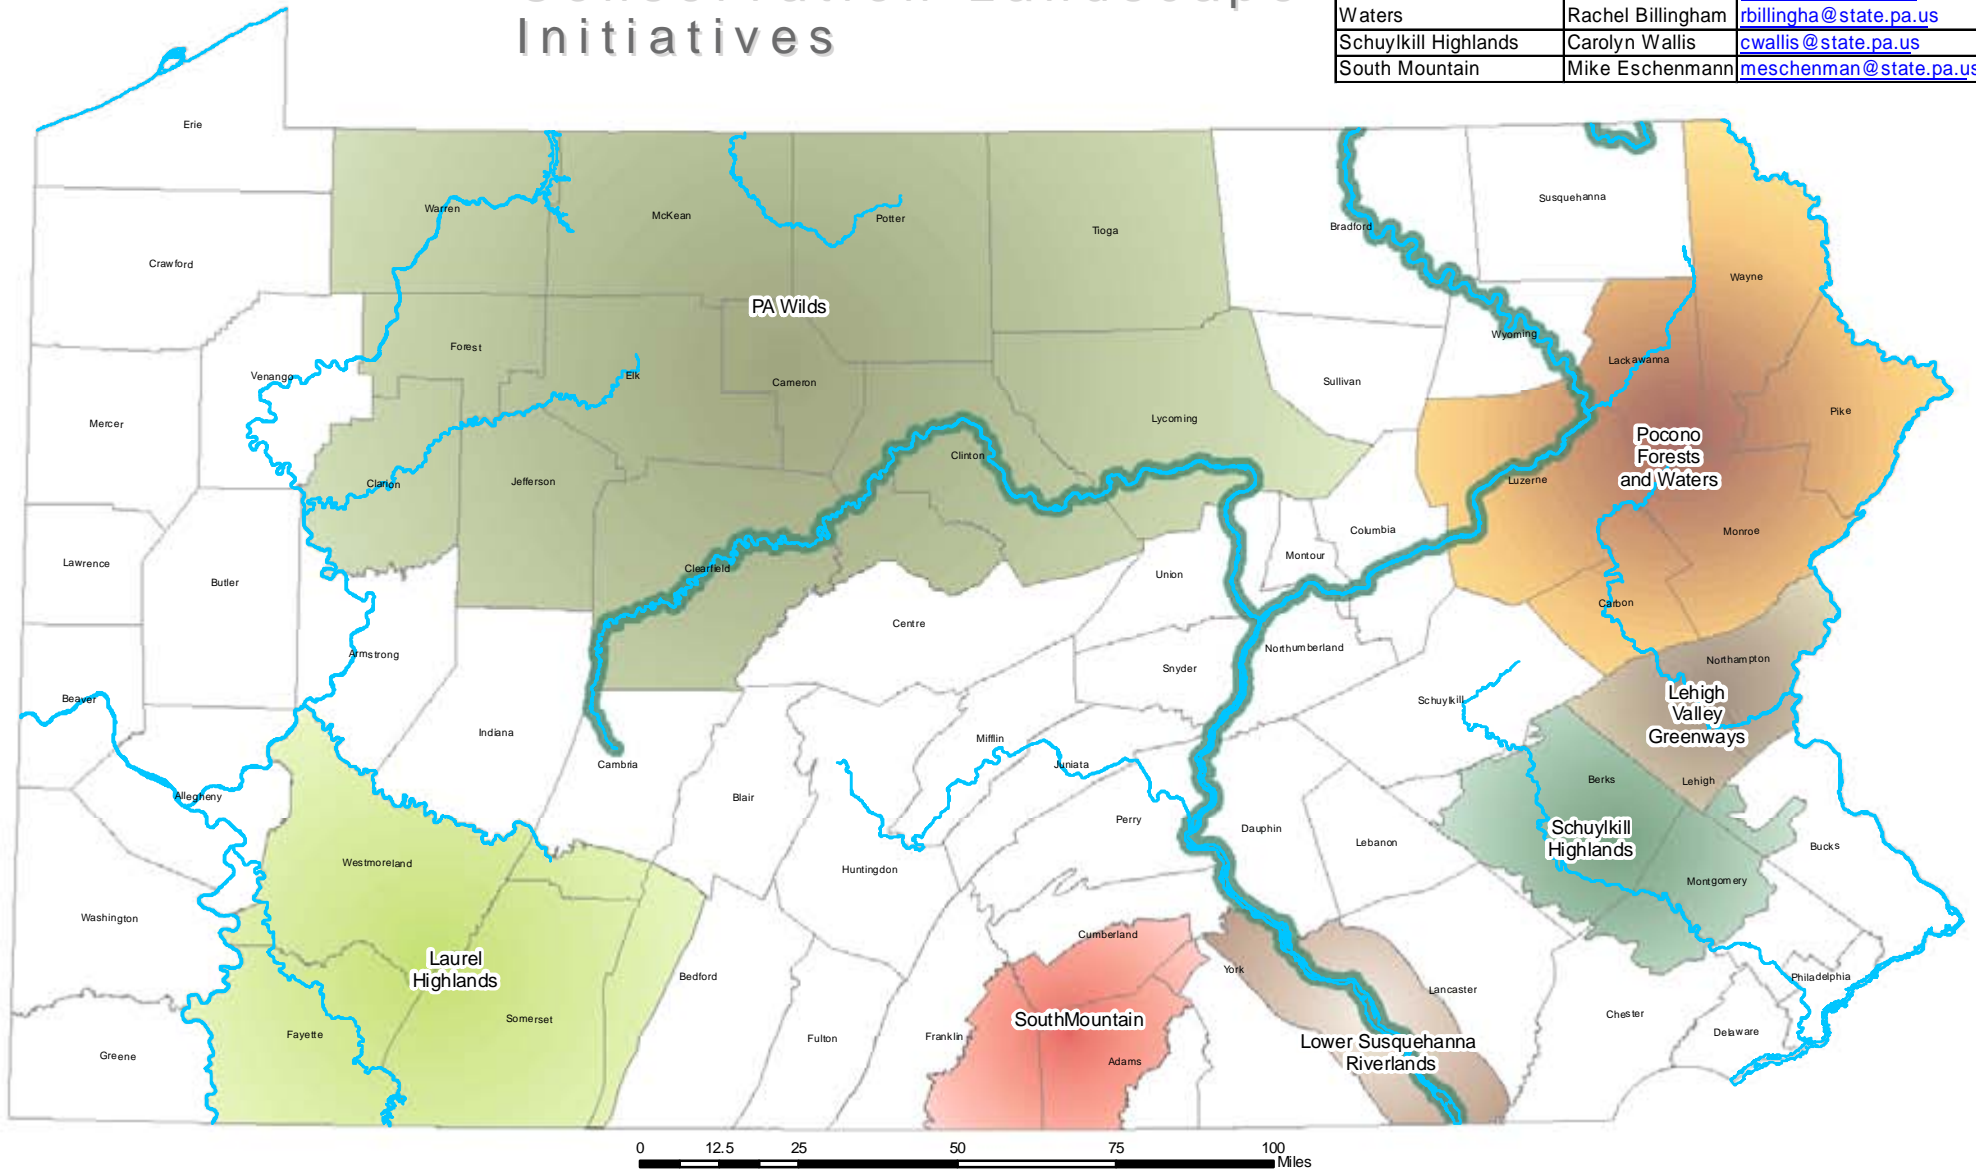 Conservation Landscape
Initiatives
Waters Rachel Billingham rbillingha@state.pa.us
Schuylkill Highlands Carolyn Wallis cwallis@state.pa.us
South Mountain Mike Eschenmann meschenman@state.pa.us
Erie
Warren
McKean
Potter
Tioga
Bradford
Susquehanna
Wayne
Crawford
PA Wilds
Forest
Elk
Cameron
Wyoming
Lackawanna
Sullivan
Venango
Mercer
Lycoming
Pike
Pocono
Forests
and Waters
Clinton
Clarion
Jefferson
Luzerne
Columbia
Monroe
Lawrence
Butler
Clearfield
Montour
Union
Carbon
Centre
Armstrong
Northumberland
Snyder
Northampton
Beaver
Schuylkill
Lehigh
Valley
Greenways
Indiana
Mifflin
Cambria
Juniata
Blair
Allegheny
Berks
Lehigh
Perry
Dauphin
Lebanon
Schuylkill
Highlands
Bucks
Westmoreland
Huntingdon
Montgomery
Washington
Cumberland
York
Laurel
Highlands
Bedford
Lancaster
Philadelphia
Somerset
SouthMountain
Chester
Fayette
Fulton
Franklin
Delaware
Greene
Adams
Lower Susquehanna
Riverlands
0 12.5 25 50 75 100
Miles